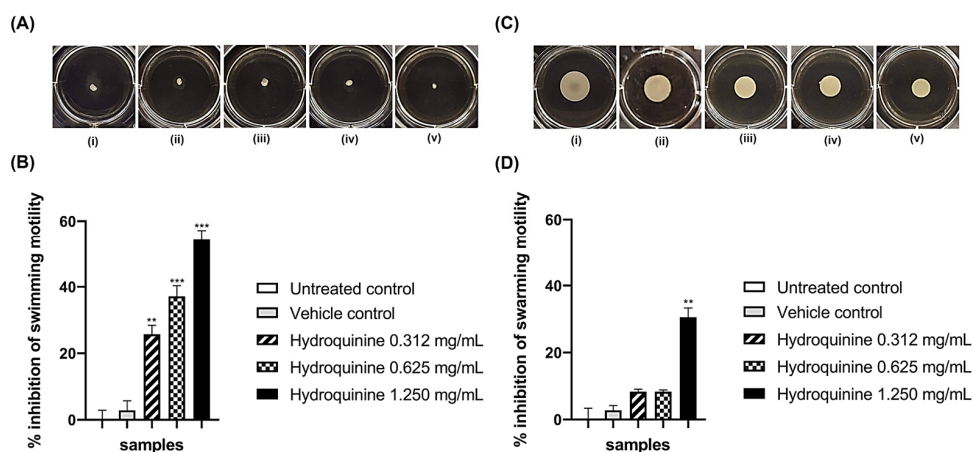 (A)
(i) (ii) (iii) (iv) (v)
(B)
% inhibition of swimming motility
60
40
20
0
**
***
***
samples
Untreated control
Vehicle control
Hydroquinine 0.312 mg/mL
Hydroquinine 0.625 mg/mL
Hydroquinine 1.250 mg/mL
(C)
(i) (ii) (iii) (iv) (v)
(D)
% inhibition of swarming motility
60
40
20
0
**
samples
Untreated control
Vehicle control
Hydroquinine 0.312 mg/mL
Hydroquinine 0.625 mg/mL
Hydroquinine 1.250 mg/mL